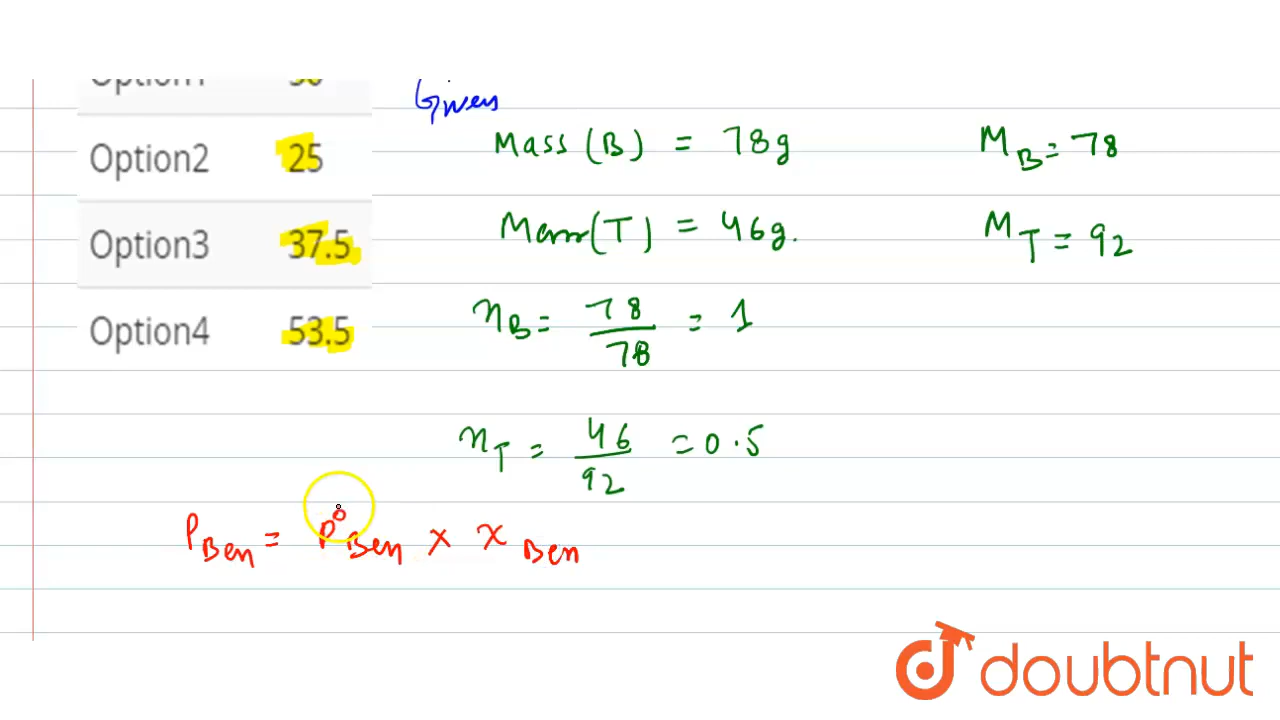 Given
Mass (B) = 78g
M_B = 78
Option2 25
Mass(T) = 46g.
M_T = 92
Option3 37.5
n_B = 78/78 = 1
Option4 53.5
n_T = 46/92 = 0.5
P_Ben = P°_Ben × x_Ben
doubtnut